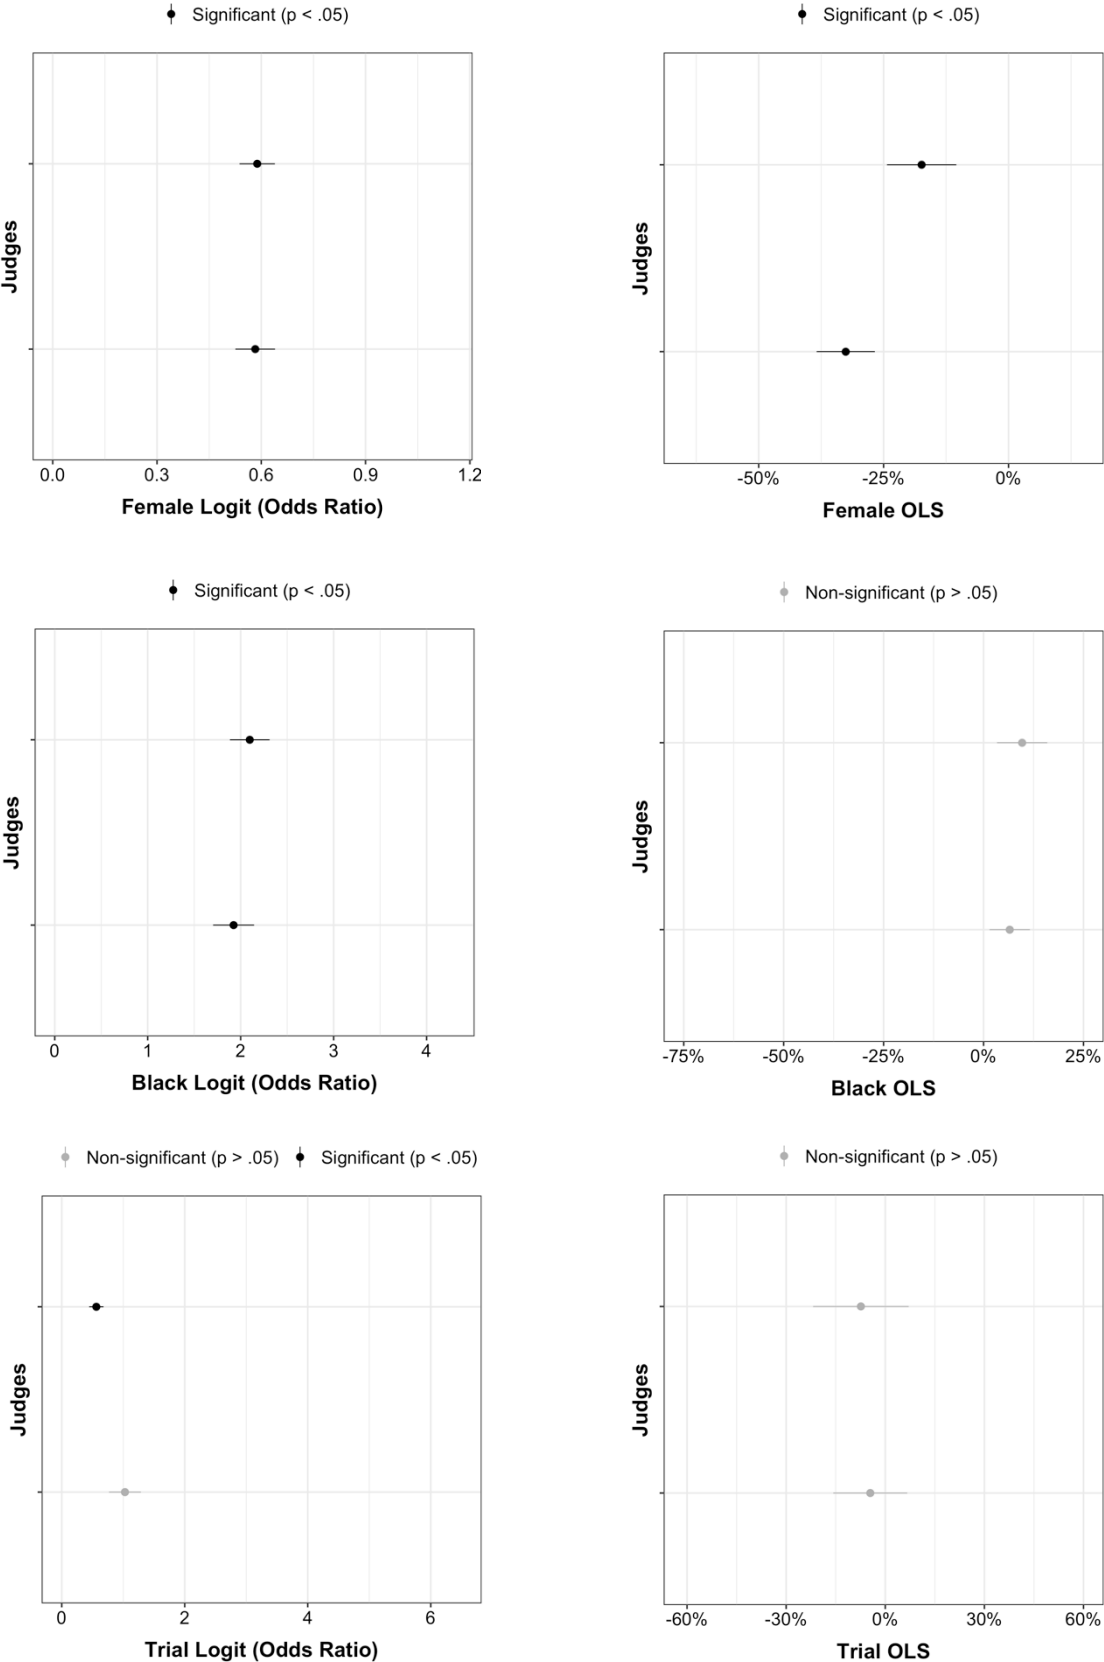 Significant (p < .05)
Judges
0.0 0.3 0.6 0.9 1.2
Female Logit (Odds Ratio)
Significant (p < .05)
Judges
-50% -25% 0%
Female OLS
Significant (p < .05)
Judges
0 1 2 3 4
Black Logit (Odds Ratio)
Non-significant (p > .05)
Judges
-75% -50% -25% 0% 25%
Black OLS
Non-significant (p > .05) Significant (p < .05)
Judges
0 2 4 6
Trial Logit (Odds Ratio)
Non-significant (p > .05)
Judges
-60% -30% 0% 30% 60%
Trial OLS